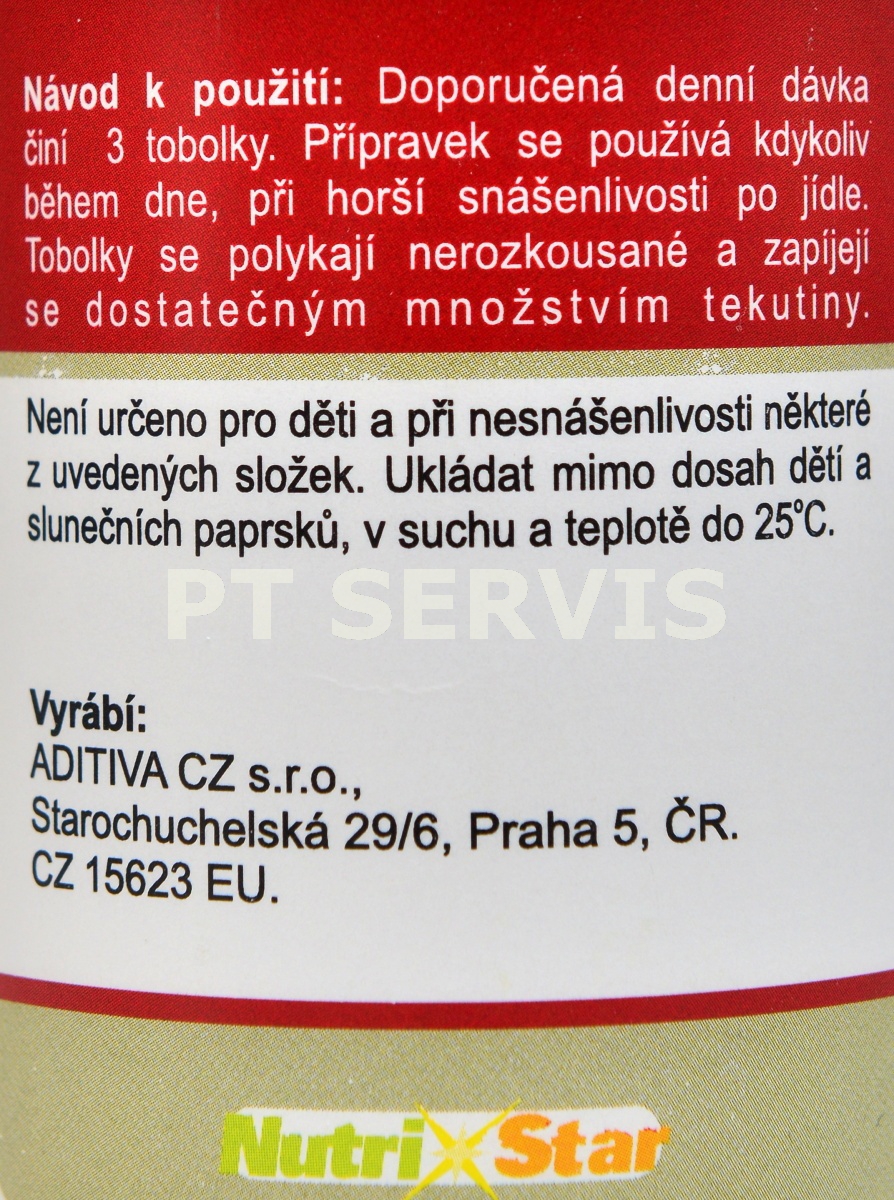 Návod k použití: Doporučená denní dávka
činí 3 tobolky. Přípravek se používá kdykoliv
během dne, při horší snášenlivosti po jídle.
Tobolky se polykají nerozkousané a zapíjejí
se dostatečným množstvím tekutiny.
Není určeno pro děti a při nesnášenlivosti některé
z uvedených složek. Ukládat mimo dosah dětí a
slunečních paprsků, v suchu a teplotě do 25°C.
PT SERVIS
Vyrábí:
ADITIVA CZ s.r.o.,
Starochuchelská 29/6, Praha 5, ČR.
CZ 15623 EU.
Nutri Star